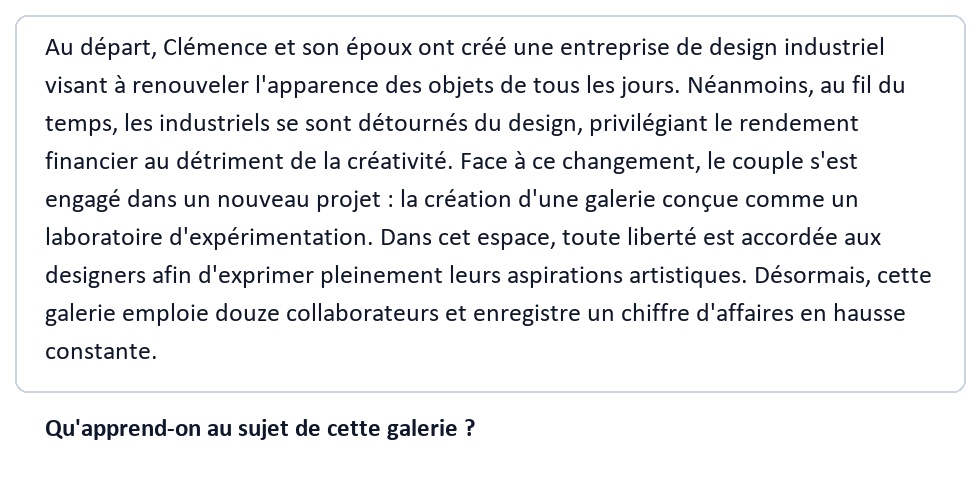 Au départ, Clémence et son époux ont créé une entreprise de design industriel
visant à renouveler l'apparence des objets de tous les jours. Néanmoins, au fil du
temps, les industriels se sont détournés du design, privilégiant le rendement
financier au détriment de la créativité. Face à ce changement, le couple s'est
engagé dans un nouveau projet : la création d'une galerie conçue comme un
laboratoire d'expérimentation. Dans cet espace, toute liberté est accordée aux
designers afin d'exprimer pleinement leurs aspirations artistiques. Désormais, cette
galerie emploie douze collaborateurs et enregistre un chiffre d'affaires en hausse
constante.
Qu'apprend-on au sujet de cette galerie ?